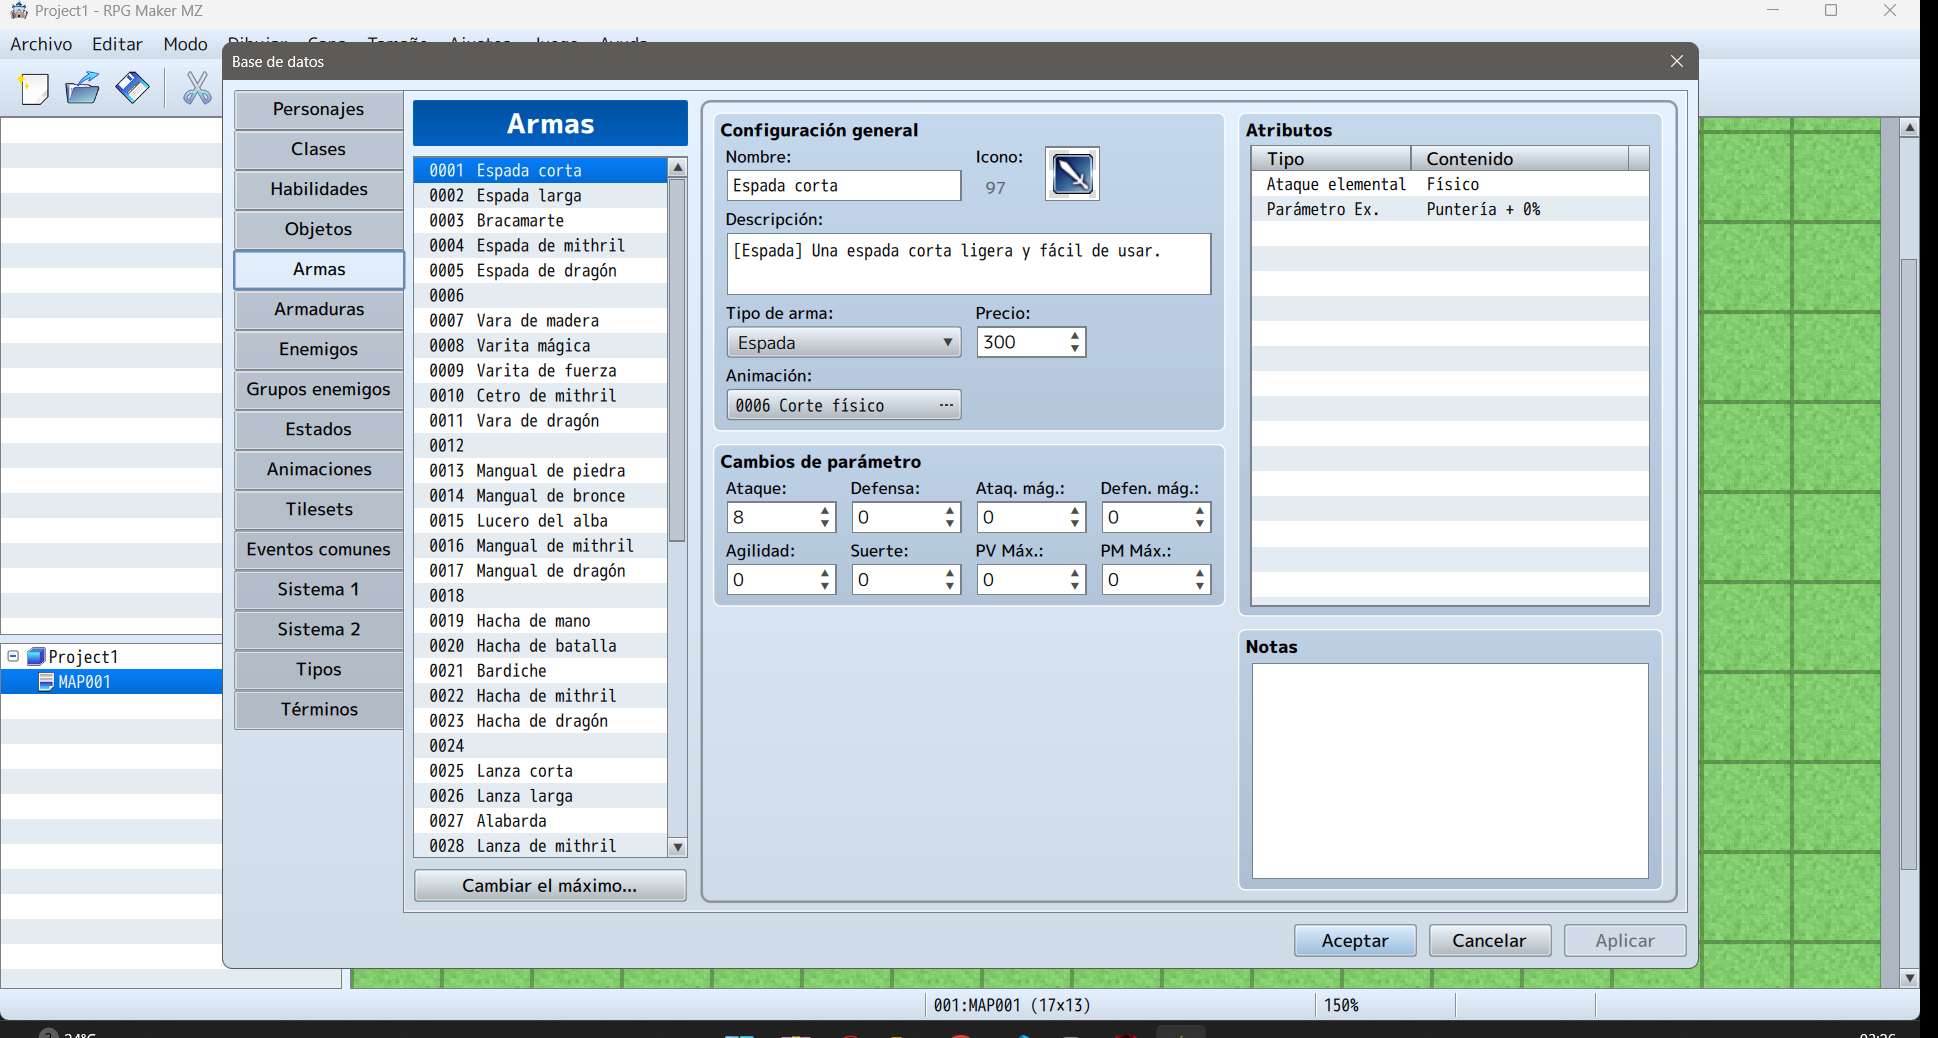 Project1 - RPG Maker MZ
Archivo Editar Modo
Base de datos
Personajes
Clases
Habilidades
Objetos
Armas
Armaduras
Enemigos
Grupos enemigos
Estados
Animaciones
Tilesets
Eventos comunes
Sistema 1
Sistema 2
Tipos
Términos
Project1
MAP001
Armas
0001 Espada corta
0002 Espada larga
0003 Bracamarte
0004 Espada de mithril
0005 Espada de dragón
0006
0007 Vara de madera
0008 Varita mágica
0009 Varita de fuerza
0010 Cetro de mithril
0011 Vara de dragón
0012
0013 Mangual de piedra
0014 Mangual de bronce
0015 Lucero del alba
0016 Mangual de mithril
0017 Mangual de dragón
0018
0019 Hacha de mano
0020 Hacha de batalla
0021 Bardiche
0022 Hacha de mithril
0023 Hacha de dragón
0024
0025 Lanza corta
0026 Lanza larga
0027 Alabarda
0028 Lanza de mithril
Cambiar el máximo...
Configuración general
Nombre: Icono:
Espada corta 97
Descripción:
[Espada] Una espada corta ligera y fácil de usar.
Tipo de arma: Precio:
Espada 300
Animación:
0006 Corte físico ...
Cambios de parámetro
Ataque: Defensa: Ataq. mág.: Defen. mág.:
8 0 0 0
Agilidad: Suerte: PV Máx.: PM Máx.:
0 0 0 0
Atributos
Tipo Contenido
Ataque elemental Físico
Parámetro Ex. Puntería + 0%
Notas
Aceptar Cancelar Aplicar
001:MAP001 (17x13) 150%